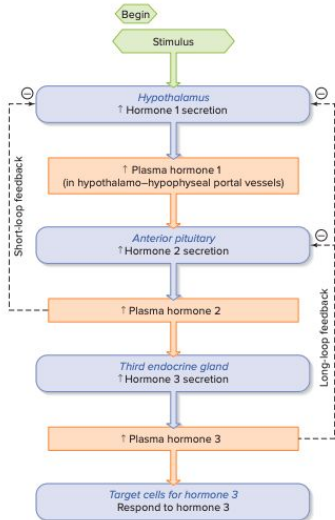 Begin
Stimulus
Hypothalamus
↑ Hormone 1 secretion
↑ Plasma hormone 1
(in hypothalamo–hypophyseal portal vessels)
Anterior pituitary
↑Hormone 2 secretion
↑ Plasma hormone 2
Third endocrine gland
↑Hormone 3 secretion
↑ Plasma hormone 3
Target cells for hormone 3
Respond to hormone 3
Short-loop feedback
Long-loop feedback
−
−
−